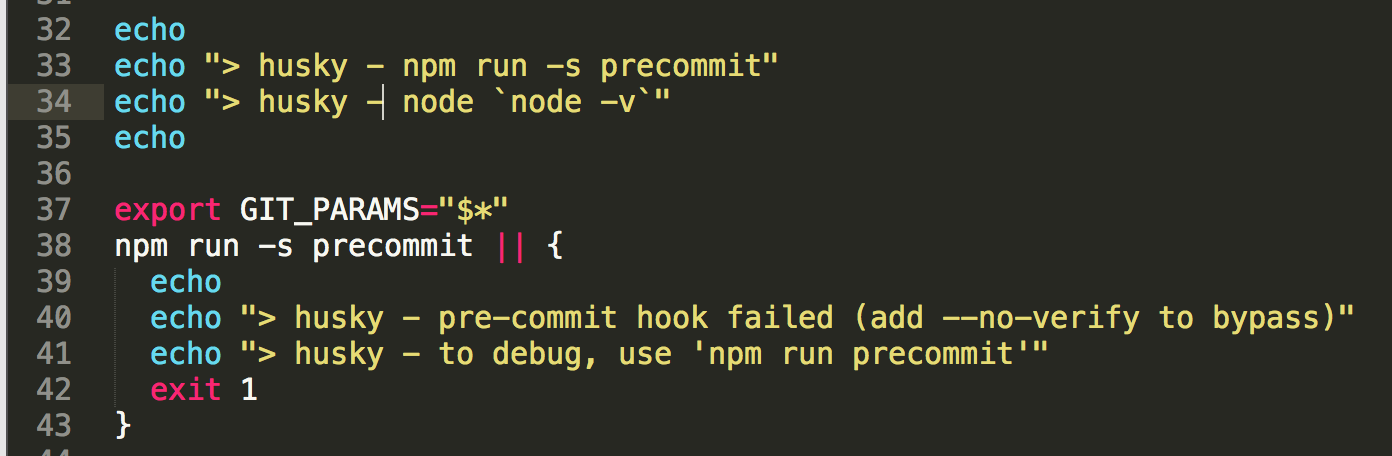 32 echo
33 echo "> husky - npm run -s precommit"
34 echo "> husky - node `node -v`"
35 echo
36
37 export GIT_PARAMS="$*"
38 npm run -s precommit || {
39   echo
40   echo "> husky - pre-commit hook failed (add --no-verify to bypass)"
41   echo "> husky - to debug, use 'npm run precommit'"
42   exit 1
43 }